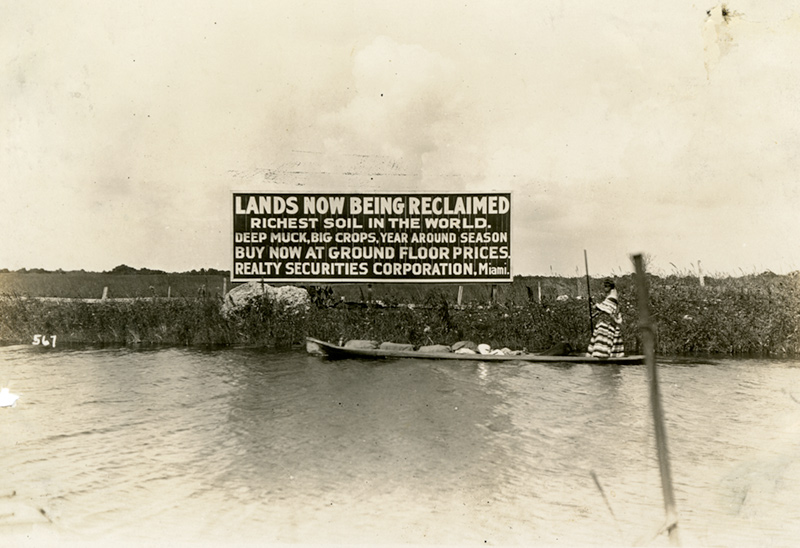 LANDS NOW BEING RECLAIMED
RICHEST SOIL IN THE WORLD.
DEEP MUCK, BIG CROPS, YEAR AROUND SEASON
BUY NOW AT GROUND FLOOR PRICES.
REALTY SECURITIES CORPORATION, Miami.
567